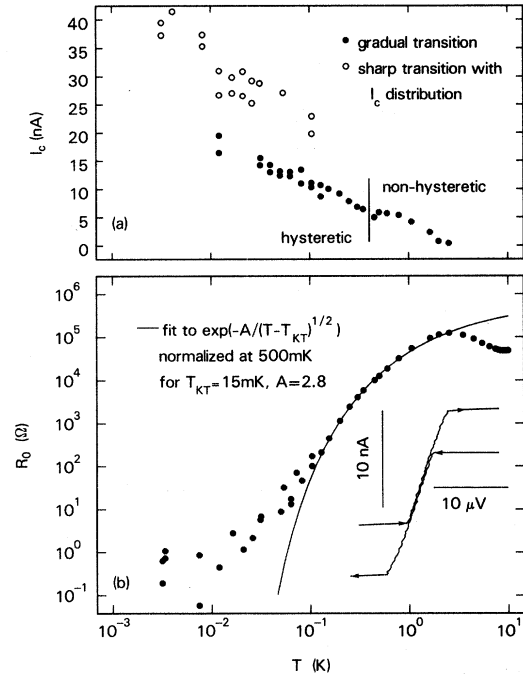 40
35
30
25
20
15
10
5
0
I_c (nA)
● gradual transition
○ sharp transition with
I_c distribution
non-hysteretic
hysteretic
(a)
10^6
10^5
10^4
10^3
10^2
10^1
10^0
10^-1
R_0 (Ω)
— fit to exp(-A/(T-T_KT)^1/2)
normalized at 500mK
for T_KT=15mK, A=2.8
10 nA
10 μV
(b)
10^-3 10^-2 10^-1 10^0 10^1
T (K)